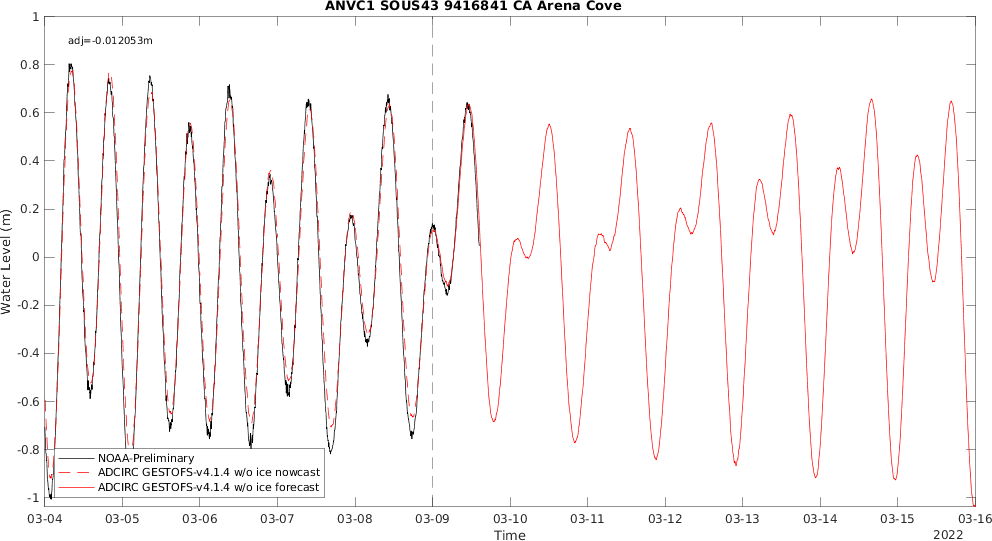 ANVC1 SOUS43 9416841 CA Arena Cove
adj=-0.012053m
1
0.8
0.6
0.4
0.2
0
-0.2
-0.4
-0.6
-0.8
-1
Water Level (m)
NOAA-Preliminary
ADCIRC GESTOFS-v4.1.4 w/o ice nowcast
ADCIRC GESTOFS-v4.1.4 w/o ice forecast
03-04 03-05 03-06 03-07 03-08 03-09 03-10 03-11 03-12 03-13 03-14 03-15 03-16
Time
2022